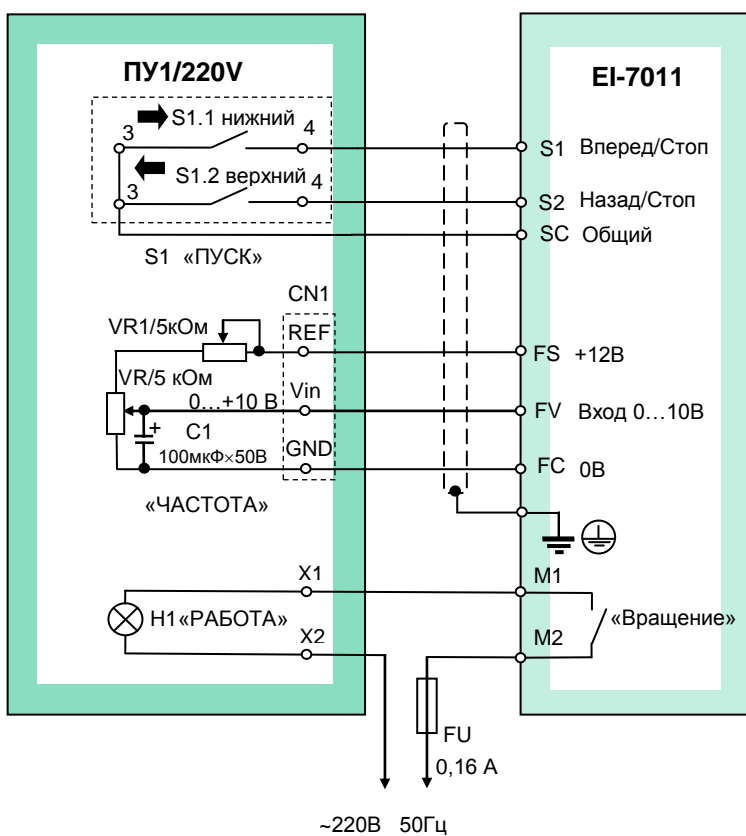 ПУ1/220V
EI-7011
S1.1 нижний
3
4
S1 Вперед/Стоп
S1.2 верхний
3
4
S2 Назад/Стоп
SC Общий
S1 «ПУСК»
CN1
VR1/5кОм
REF
FS +12В
VR/5 кОм
0...+10 В
Vin
FV Вход 0...10В
+
C1
100мкФ×50В
GND
FC 0В
«ЧАСТОТА»
X1
M1
H1«РАБОТА»
«Вращение»
X2
M2
FU
0,16 А
~220В 50Гц